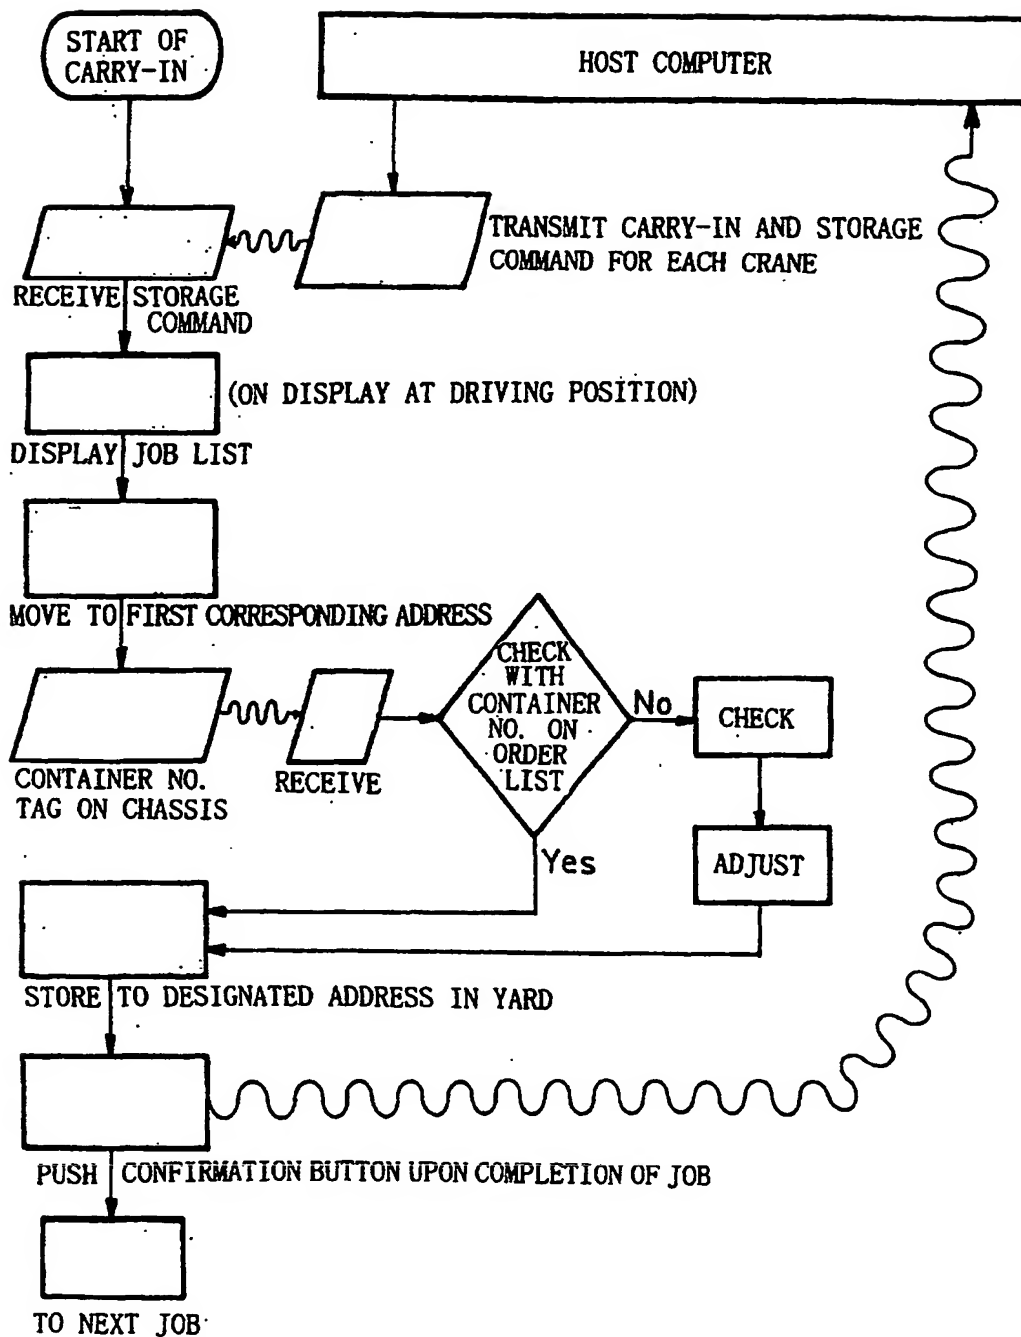 START OF
CARRY-IN
HOST COMPUTER
TRANSMIT CARRY-IN AND STORAGE
COMMAND FOR EACH CRANE
RECEIVE STORAGE
COMMAND
(ON DISPLAY AT DRIVING POSITION)
DISPLAY JOB LIST
MOVE TO FIRST CORRESPONDING ADDRESS
CONTAINER NO.
TAG ON CHASSIS
RECEIVE
CHECK
WITH
CONTAINER
NO. ON
ORDER
LIST
No
CHECK
Yes
ADJUST
STORE TO DESIGNATED ADDRESS IN YARD
PUSH CONFIRMATION BUTTON UPON COMPLETION OF JOB
TO NEXT JOB